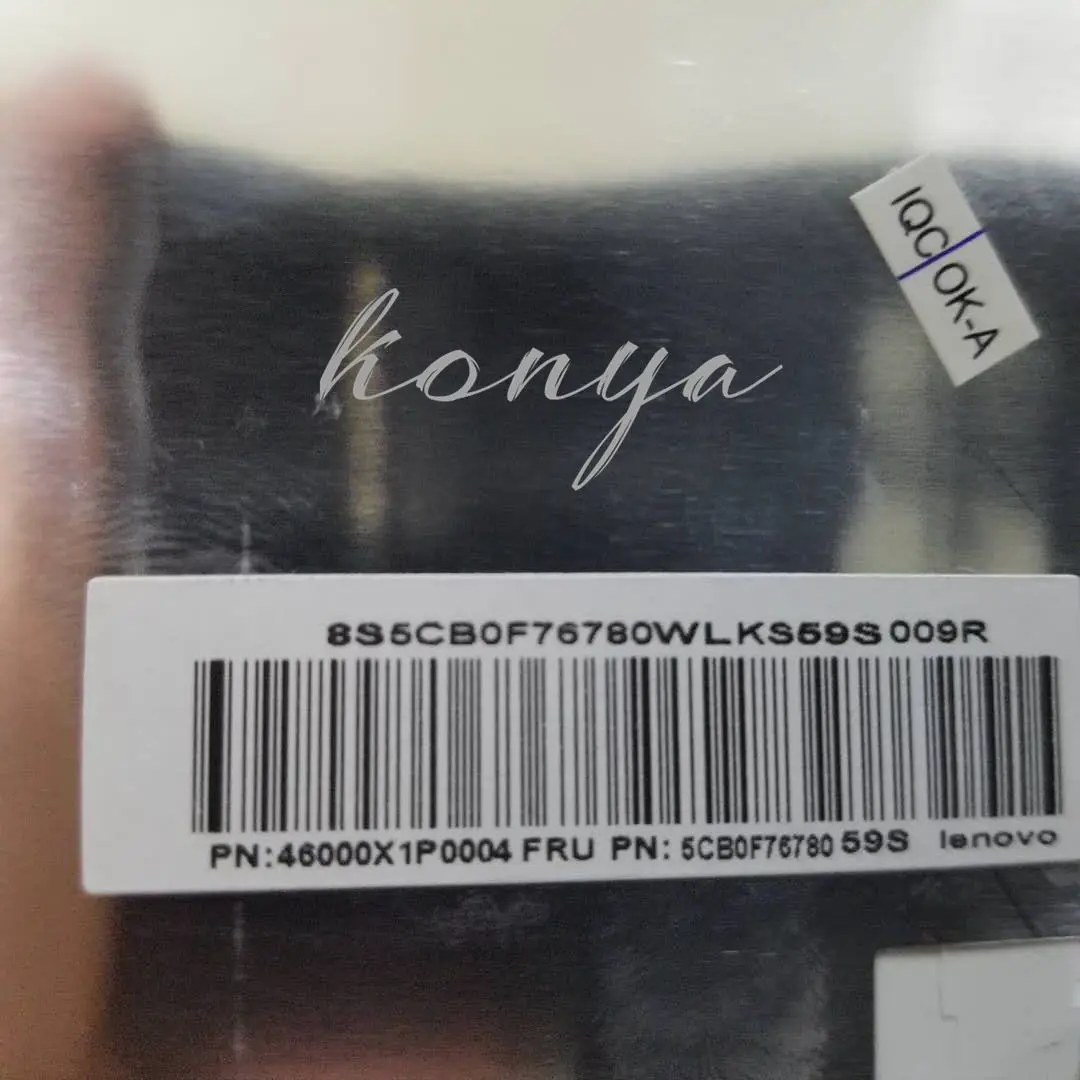 IQC OK-A
konya
8S5CB0F76780WLKS59S009R
PN:46000X1P0004 FRU PN: 5CB0F76780 59S lenovo